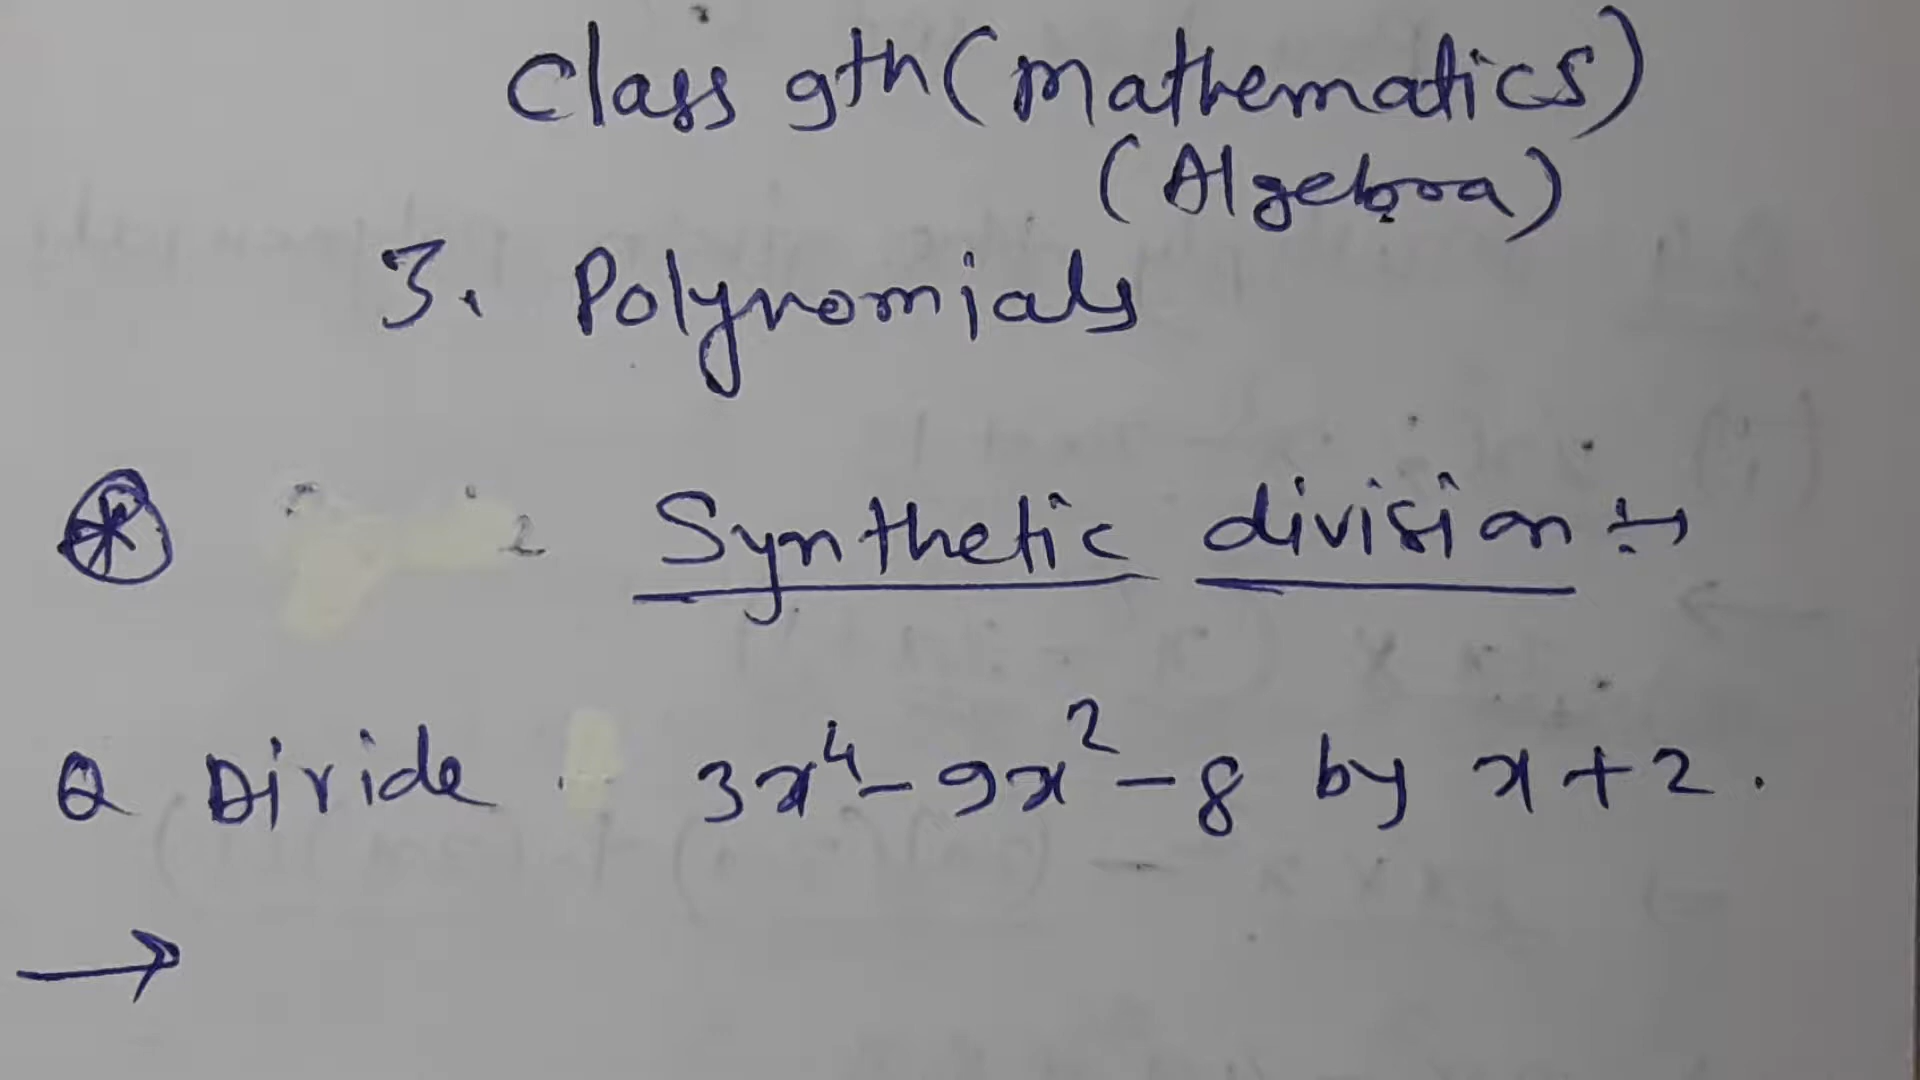 Class 9th (Mathematics)
(Algebra)
3. Polynomials
Synthetic division :-
Q Divide 3x⁴ - 9x² - 8 by x + 2 .
→